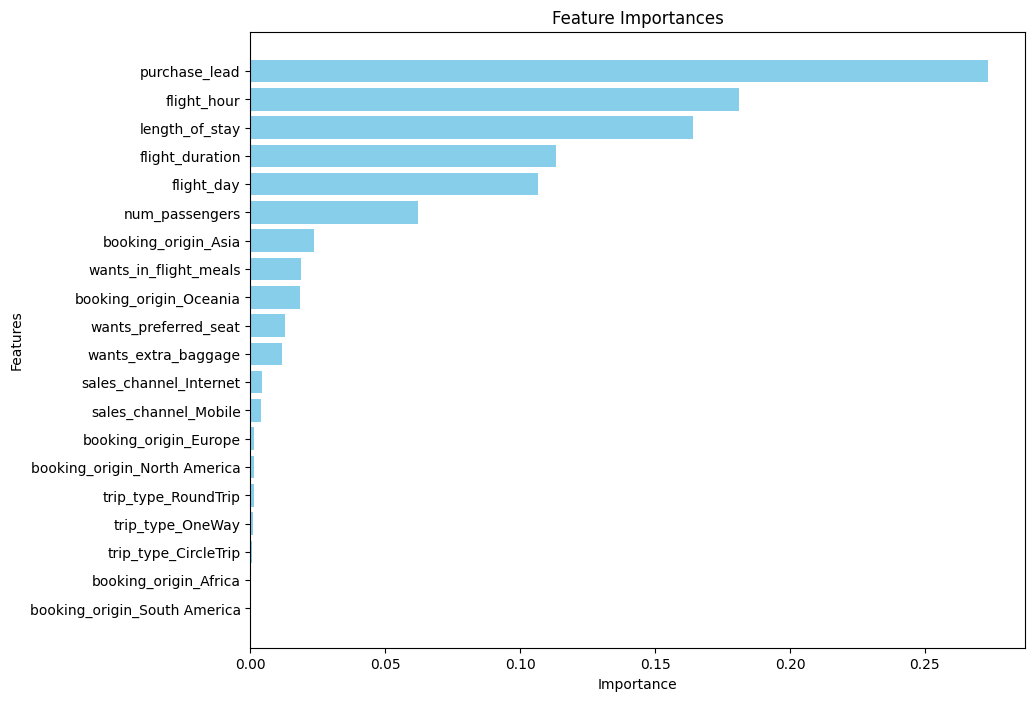 Feature Importances
Features
purchase_lead
flight_hour
length_of_stay
flight_duration
flight_day
num_passengers
booking_origin_Asia
wants_in_flight_meals
booking_origin_Oceania
wants_preferred_seat
wants_extra_baggage
sales_channel_Internet
sales_channel_Mobile
booking_origin_Europe
booking_origin_North America
trip_type_RoundTrip
trip_type_OneWay
trip_type_CircleTrip
booking_origin_Africa
booking_origin_South America
0.00 0.05 0.10 0.15 0.20 0.25
Importance